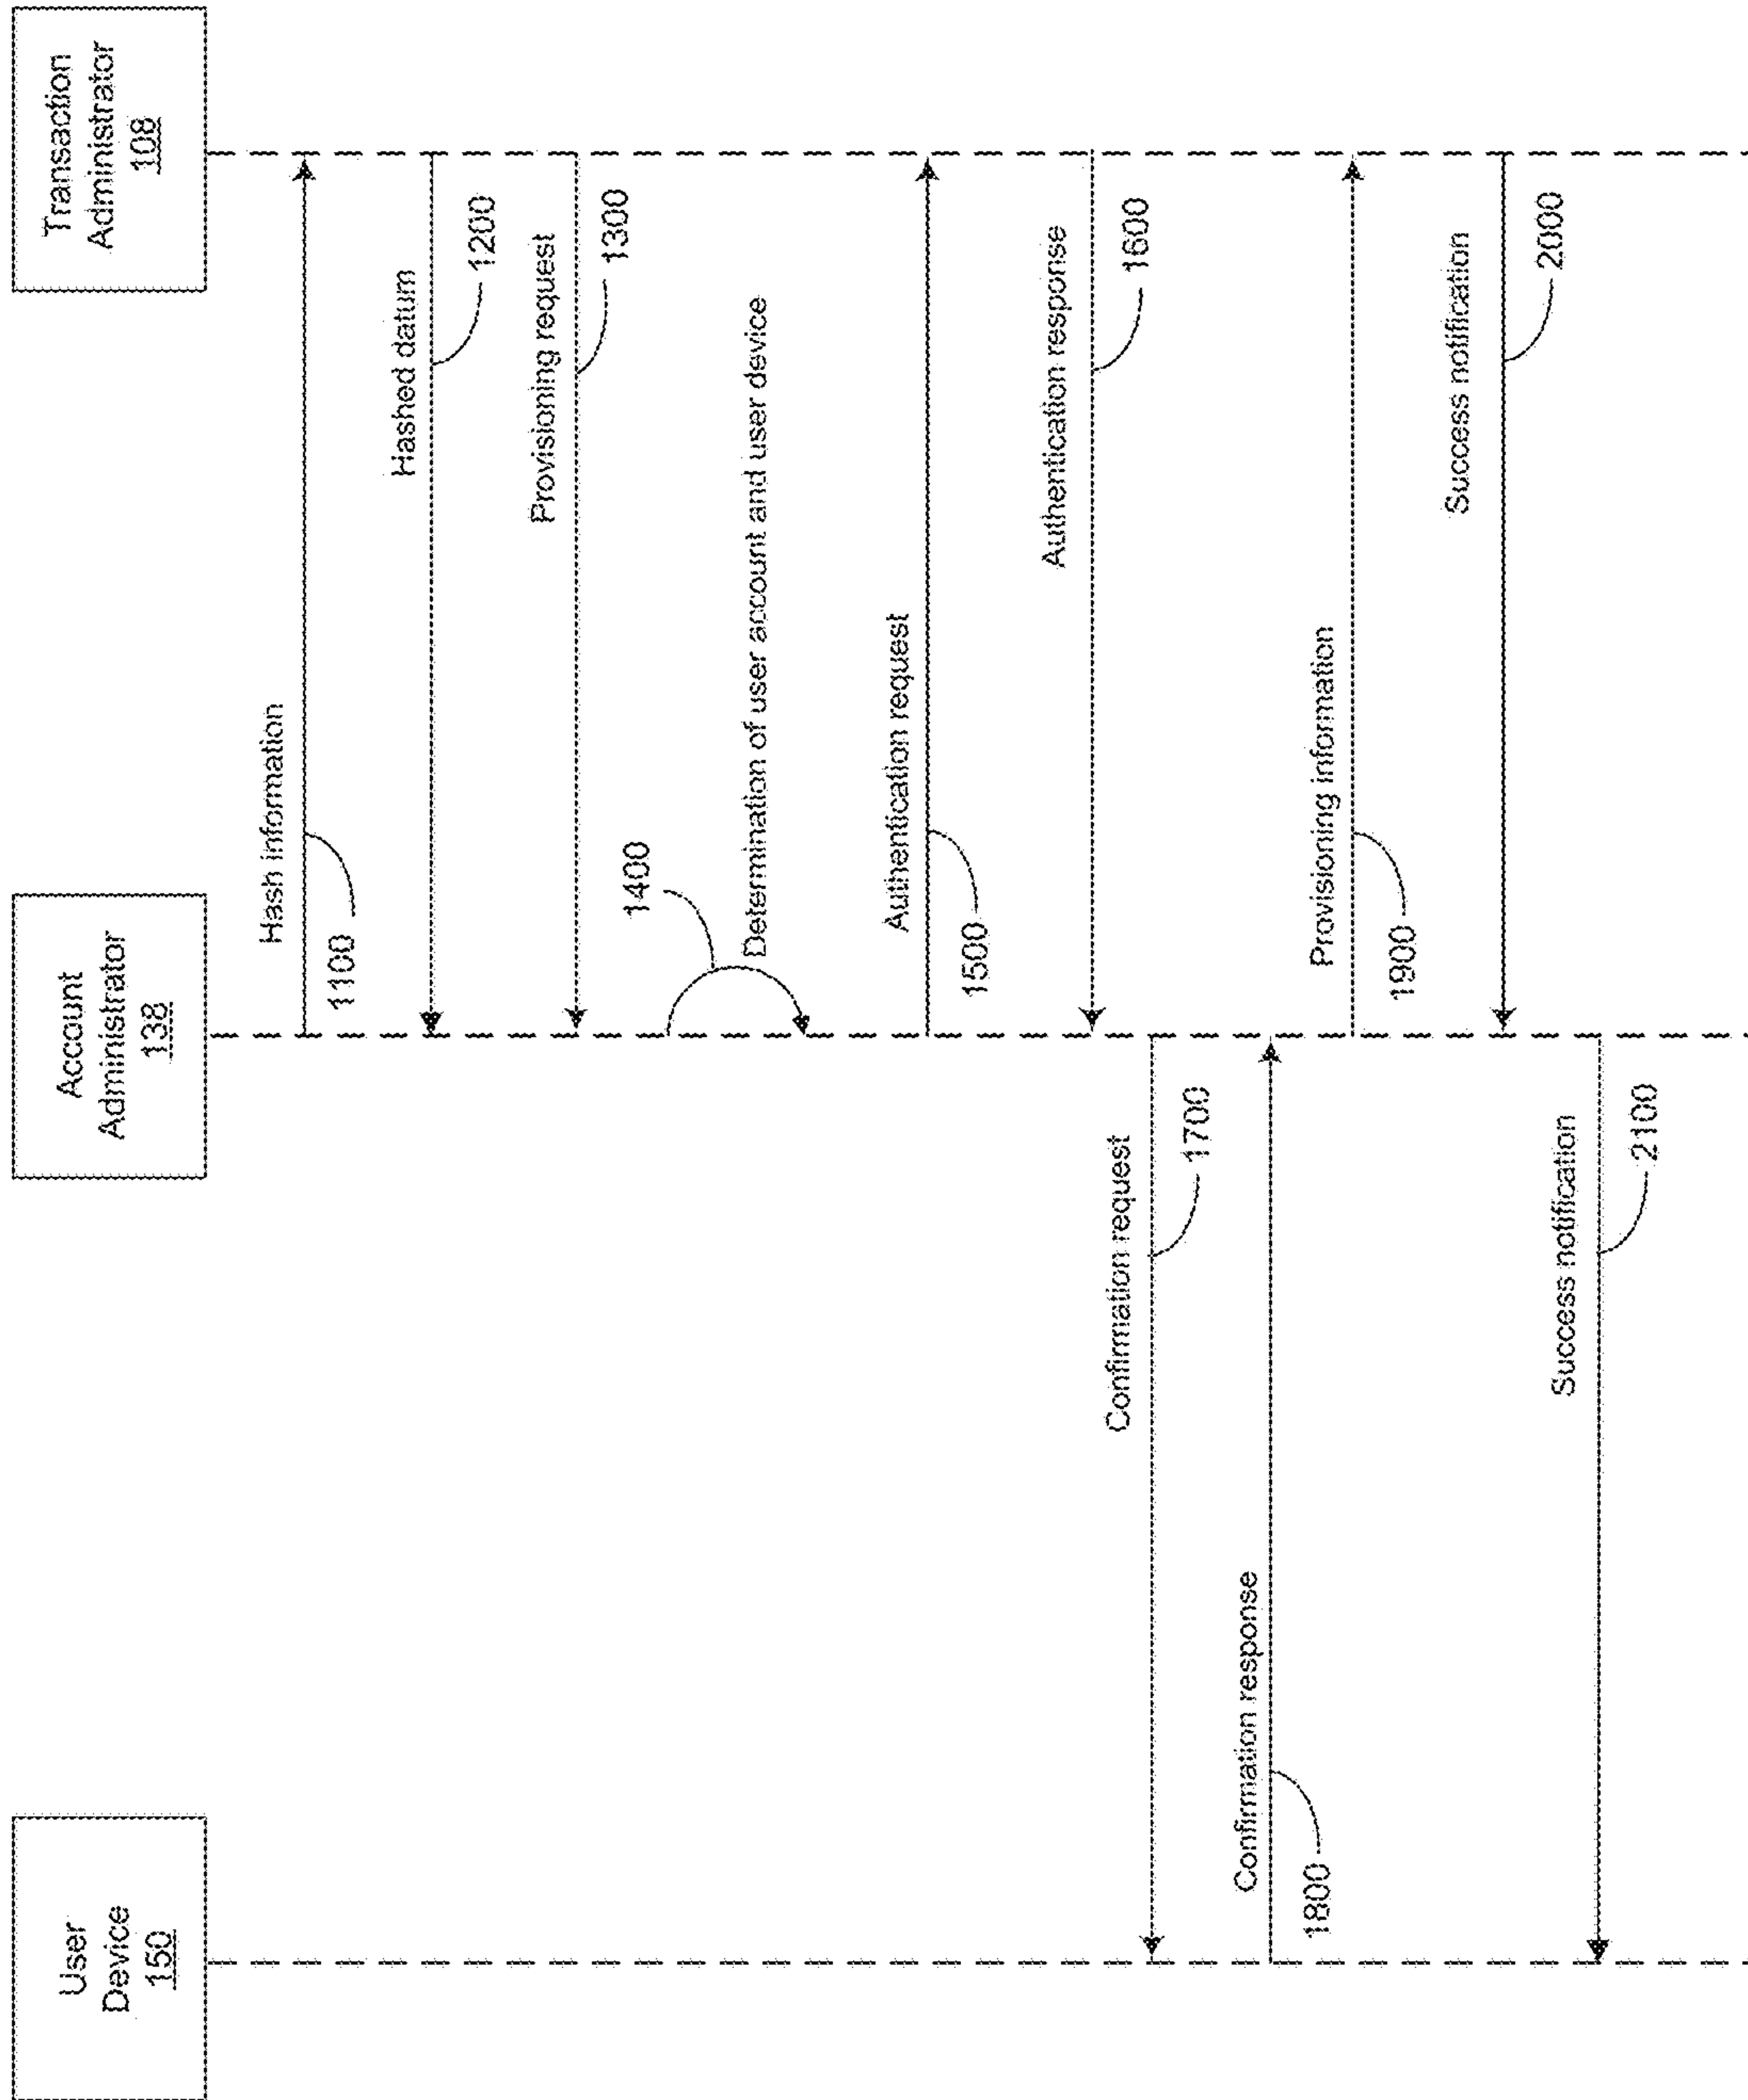 User
Device
150
Account
Administrator
138
Transaction
Administrator
108
Hash information
1100
Hashed datum
1200
Provisioning request
1300
1400
Determination of user account and user device
Authentication request
1500
Authentication response
1600
Confirmation request
1700
Confirmation response
1800
Provisioning information
1900
Success notification
2000
Success notification
2100